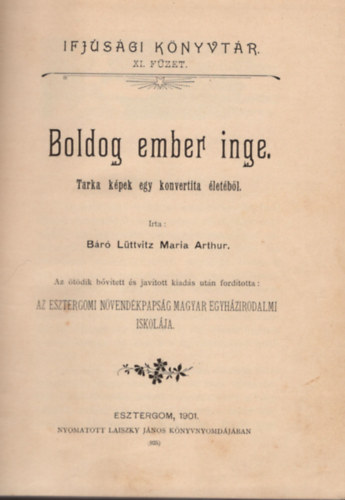 IFJÚSÁGI KÖNYVTÁR.
XI. FÜZET.
Boldog ember inge.
Tarka képek egy konvertita életéből.
Irta:
Báró Lüttvitz Maria Arthur.
Az ötödik bővített és javított kiadás után fordította:
AZ ESZTERGOMI NÖVENDÉKPAPSÁG MAGYAR EGYHÁZIRODALMI
ISKOLÁJA.
ESZTERGOM, 1901.
NYOMATOTT LAISZKY JÁNOS KÖNYVNYOMDÁJÁBAN